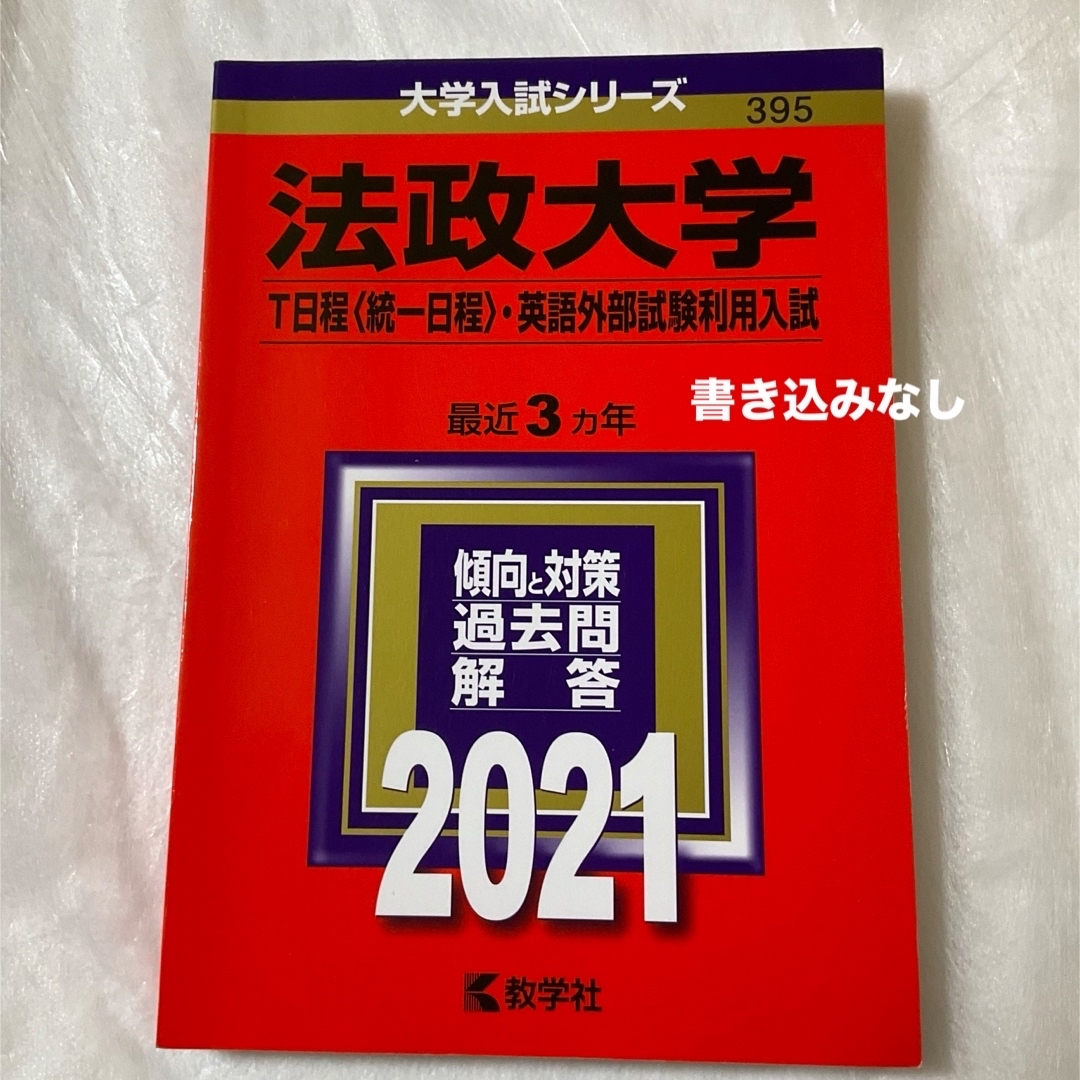 大学入試シリーズ
395
法政大学
T日程〈統一日程〉・英語外部試験利用入試
書き込みなし
最近3ヵ年
傾向と対策
過去問
解答
2021
教学社